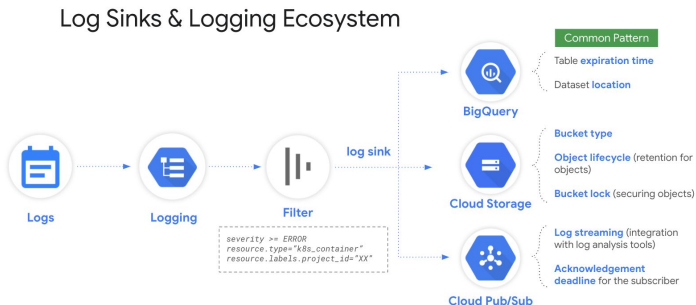 Log Sinks & Logging Ecosystem
Common Pattern
Table expiration time
Dataset location
BigQuery
log sink
Bucket type
Object lifecycle (retention for
objects)
Bucket lock (securing objects)
Cloud Storage
Logs
Logging
Filter
severity >= ERROR
resource.type="k8s_container"
resource.labels.project_id="XX"
Log streaming (integration
with log analysis tools)
Acknowledgement
deadline for the subscriber
Cloud Pub/Sub